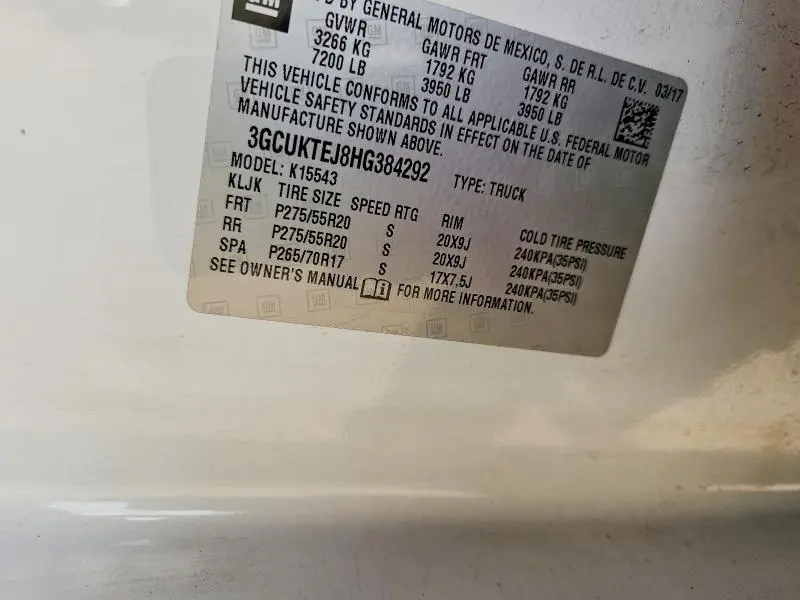 GM
BY GENERAL MOTORS DE MEXICO, S. DE R.L. DE C.V. 03/17
GVWR GAWR FRT GAWR RR
3266 KG 1792 KG 1792 KG
7200 LB 3950 LB 3950 LB
THIS VEHICLE CONFORMS TO ALL APPLICABLE U.S. FEDERAL MOTOR
VEHICLE SAFETY STANDARDS IN EFFECT ON THE DATE OF
MANUFACTURE SHOWN ABOVE.
3GCUKTEJ8HG384292 TYPE: TRUCK
MODEL: K15543
KLJK TIRE SIZE SPEED RTG RIM COLD TIRE PRESSURE
FRT P275/55R20 S 20X9J 240KPA(35PSI)
RR P275/55R20 S 20X9J 240KPA(35PSI)
SPA P265/70R17 S 17X7.5J 240KPA(35PSI)
SEE OWNER'S MANUAL FOR MORE INFORMATION.